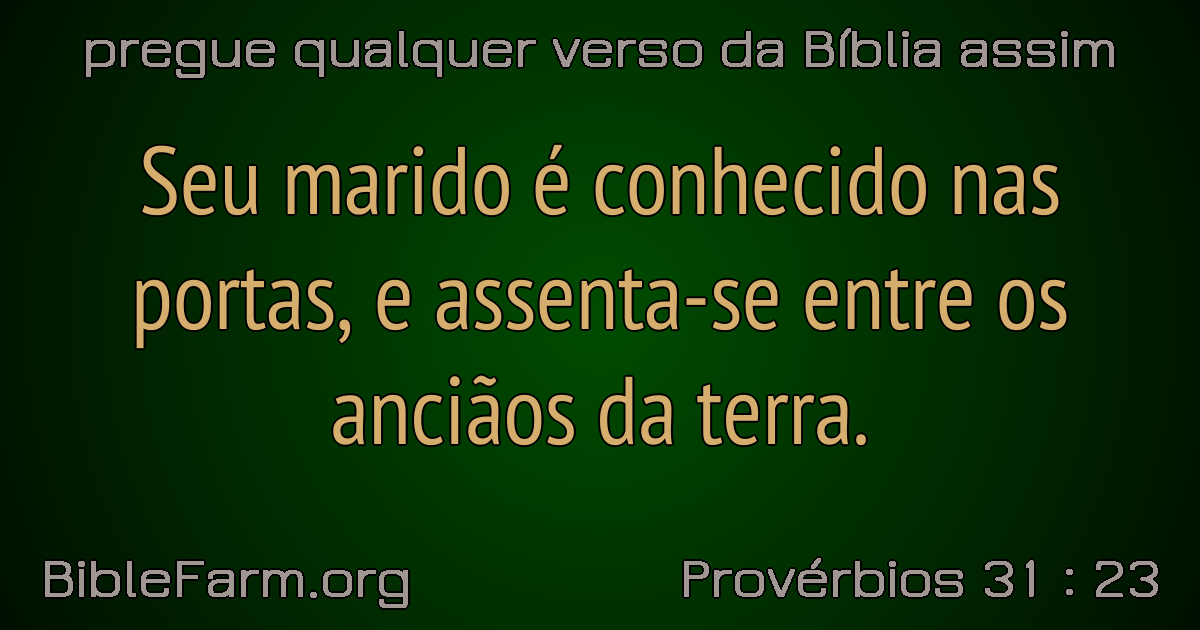 pregue qualquer verso da Bíblia assim
Seu marido é conhecido nas
portas, e assenta-se entre os
anciãos da terra.
BibleFarm.org
Provérbios 31 : 23